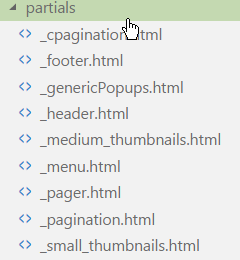 partials
_cpagination.html
_footer.html
_genericPopups.html
_header.html
_medium_thumbnails.html
_menu.html
_pager.html
_pagination.html
_small_thumbnails.html